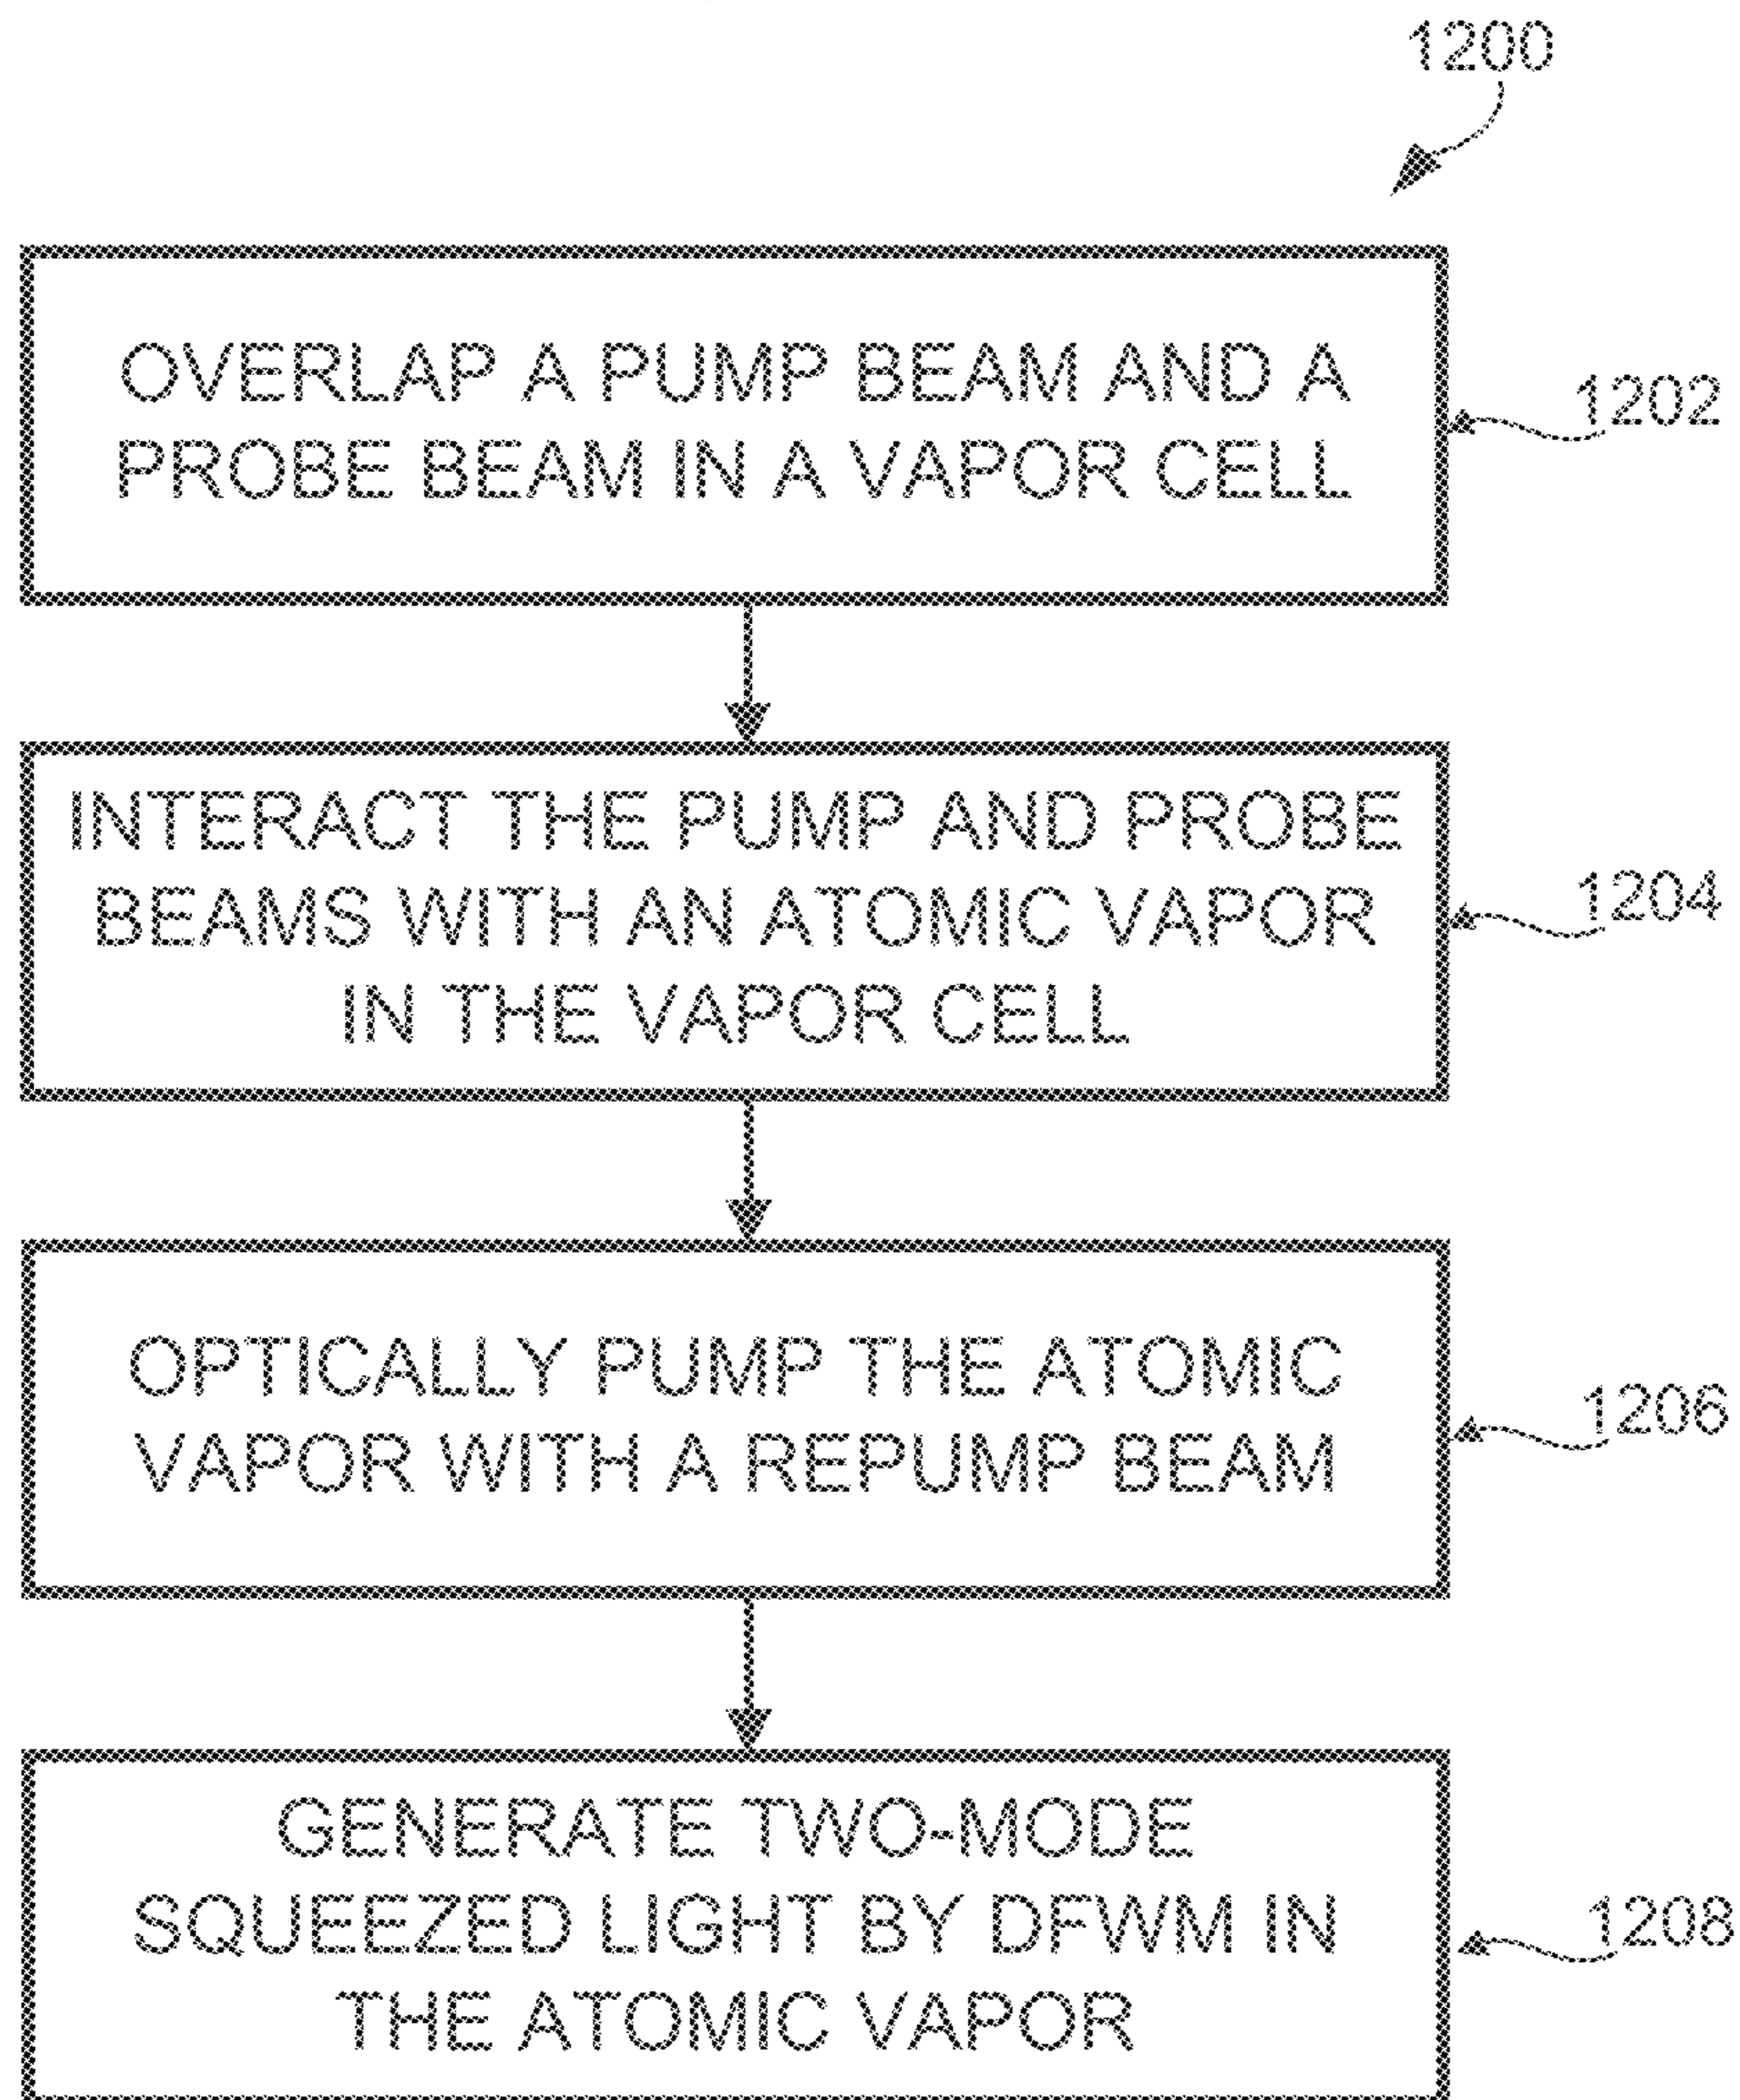 1200
OVERLAP A PUMP BEAM AND A
PROBE BEAM IN A VAPOR CELL
1202
INTERACT THE PUMP AND PROBE
BEAMS WITH AN ATOMIC VAPOR
IN THE VAPOR CELL
1204
OPTICALLY PUMP THE ATOMIC
VAPOR WITH A REPUMP BEAM
1206
GENERATE TWO-MODE
SQUEEZED LIGHT BY DFWM IN
THE ATOMIC VAPOR
1208